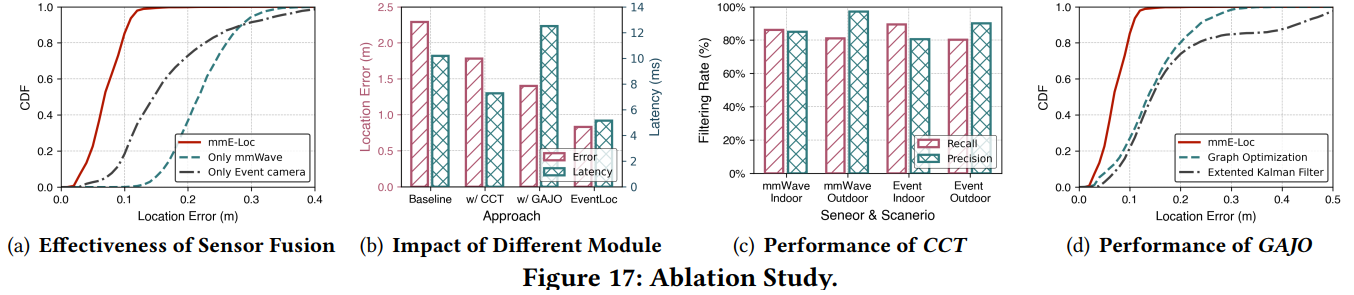 1.0
0.8
0.6
0.4
0.2
0.0
CDF
mmE-Loc
Only mmWave
Only Event camera
0.0 0.1 0.2 0.3 0.4
Location Error (m)
(a) Effectiveness of Sensor Fusion
2.5
2.0
1.5
1.0
0.5
0.0
Location Error (m)
14
12
10
8
6
4
2
0
Latency (ms)
Error
Latency
Baseline w/ CCT w/ GAJO EventLoc
Approach
(b) Impact of Different Module
100%
80%
60%
40%
20%
0%
Filtering Rate (%)
Recall
Precision
mmWave mmWave Event Event
Indoor Outdoor Indoor Outdoor
Seneor & Scanerio
(c) Performance of CCT
1.0
0.8
0.6
0.4
0.2
0.0
CDF
mmE-Loc
Graph Optimization
Extented Kalman Filter
0.0 0.1 0.2 0.3 0.4 0.5
Location Error (m)
(d) Performance of GAJO
Figure 17: Ablation Study.